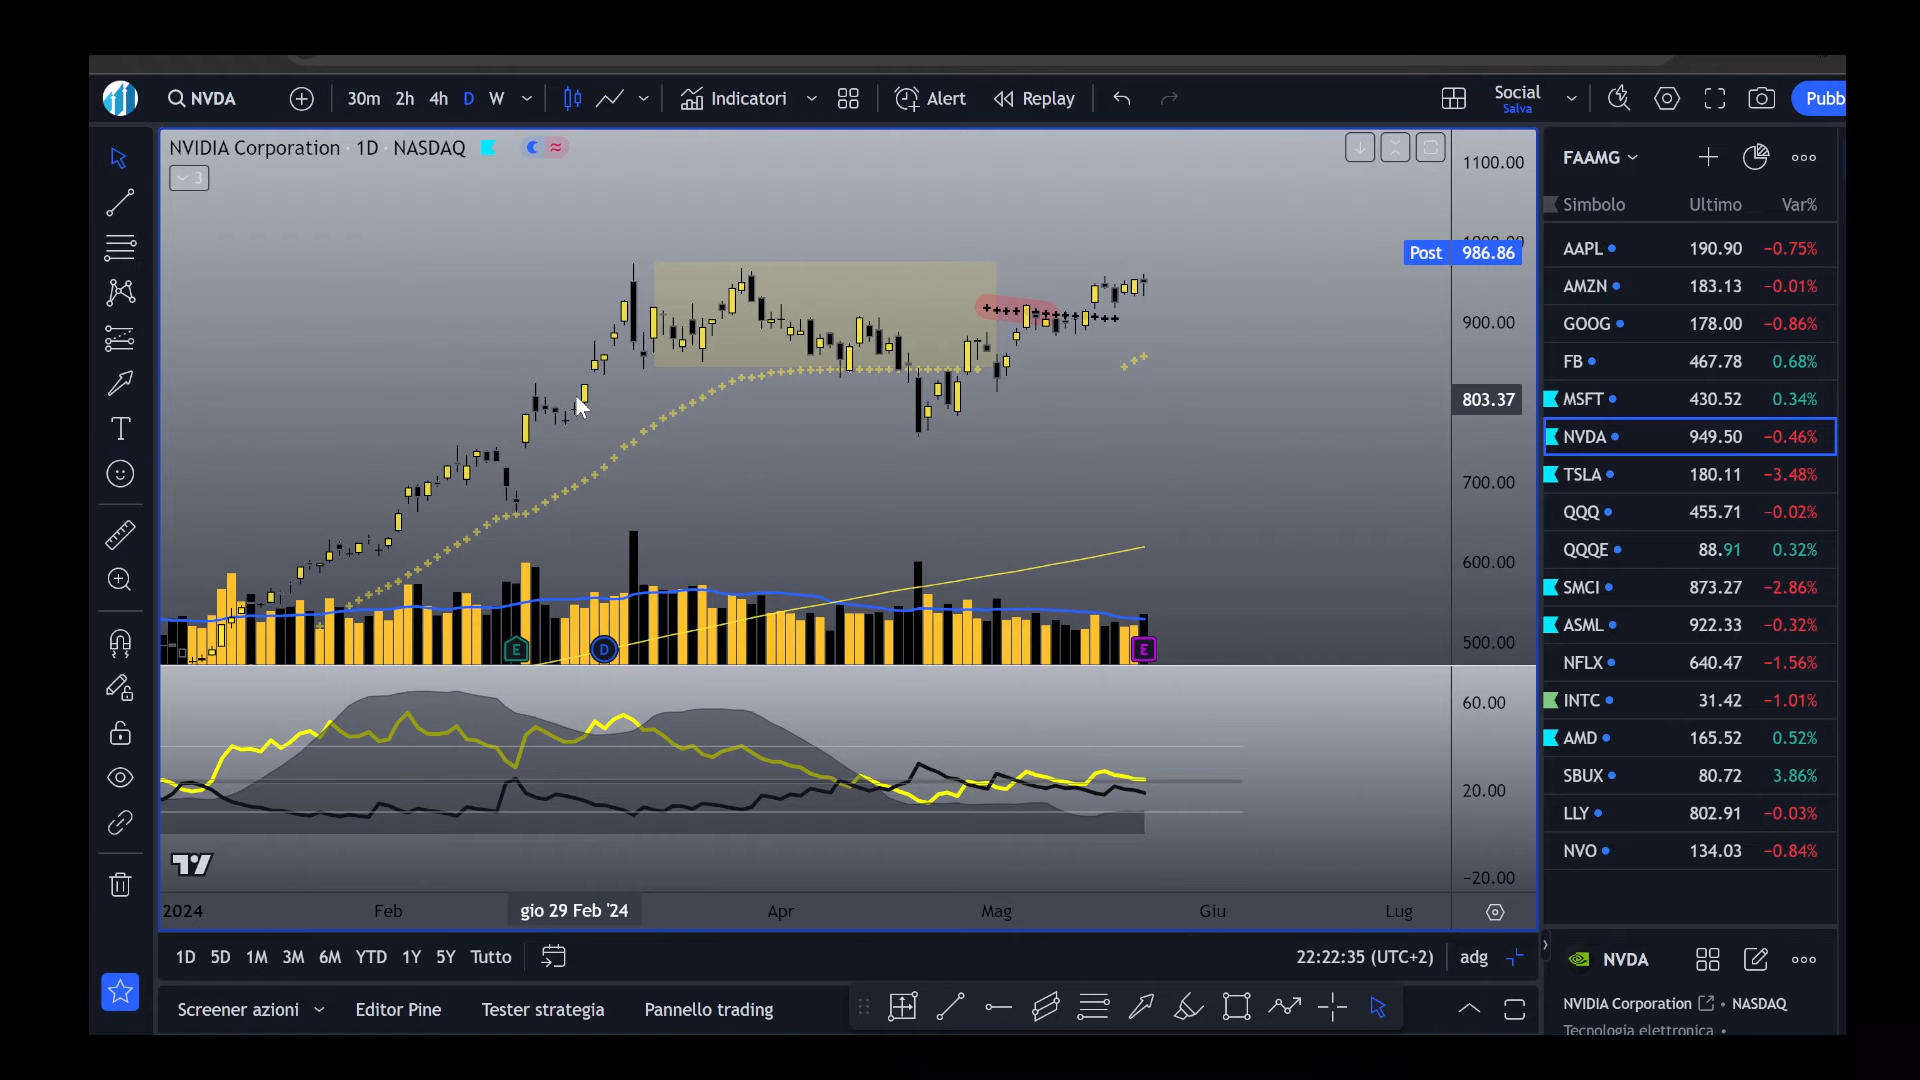 NVDA 30m 2h 4h D W Indicatori Alert Replay Social Salva Pubb
NVIDIA Corporation · 1D · NASDAQ
3
1100.00
Post 986.86
900.00
803.37
700.00
600.00
500.00
E D E
60.00
20.00
−20.00
2024 Feb gio 29 Feb '24 Apr Mag Giu Lug
1D 5D 1M 3M 6M YTD 1Y 5Y Tutto 22:22:35 (UTC+2) adg
Screener azioni Editor Pine Tester strategia Pannello trading
FAAMG
Simbolo Ultimo Var%
AAPL 190.90 −0.75%
AMZN 183.13 −0.01%
GOOG 178.00 −0.86%
FB 467.78 0.68%
MSFT 430.52 0.34%
NVDA 949.50 −0.46%
TSLA 180.11 −3.48%
QQQ 455.71 −0.02%
QQQE 88.91 0.32%
SMCI 873.27 −2.86%
ASML 922.33 −0.32%
NFLX 640.47 −1.56%
INTC 31.42 −1.01%
AMD 165.52 0.52%
SBUX 80.72 3.86%
LLY 802.91 −0.03%
NVO 134.03 −0.84%
NVDA
NVIDIA Corporation · NASDAQ
Tecnologia elettronica ·